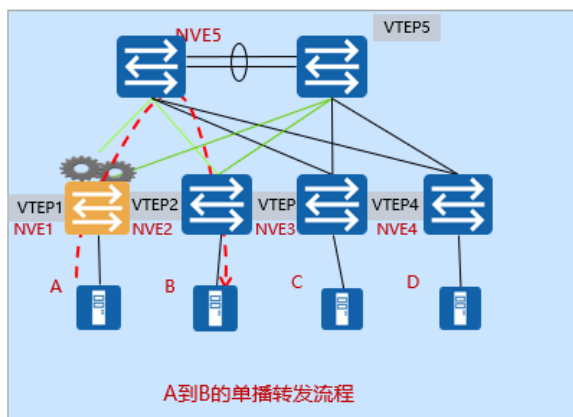 NVE5
VTEP5
VTEP1
VTEP2
VTEP
VTEP4
NVE1
NVE2
NVE3
NVE4
A
B
C
D
A到B的单播转发流程